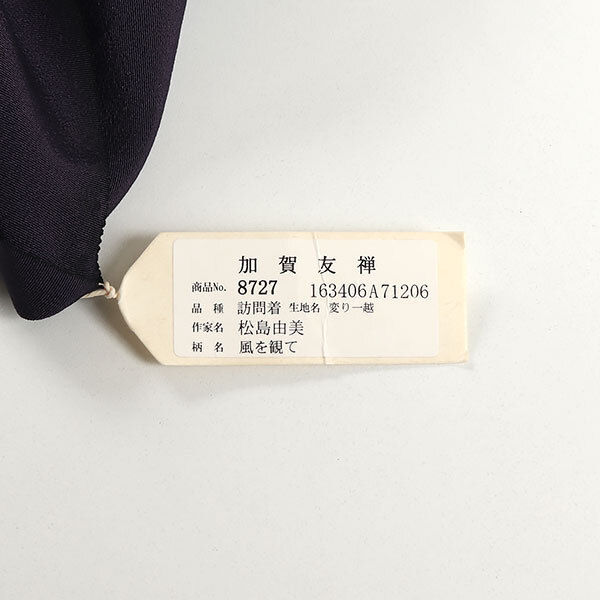 加賀友禅
商品No. 8727 163406A71206
品種 訪問着 生地名 変り一越
作家名 松島由美
柄名 風を観て